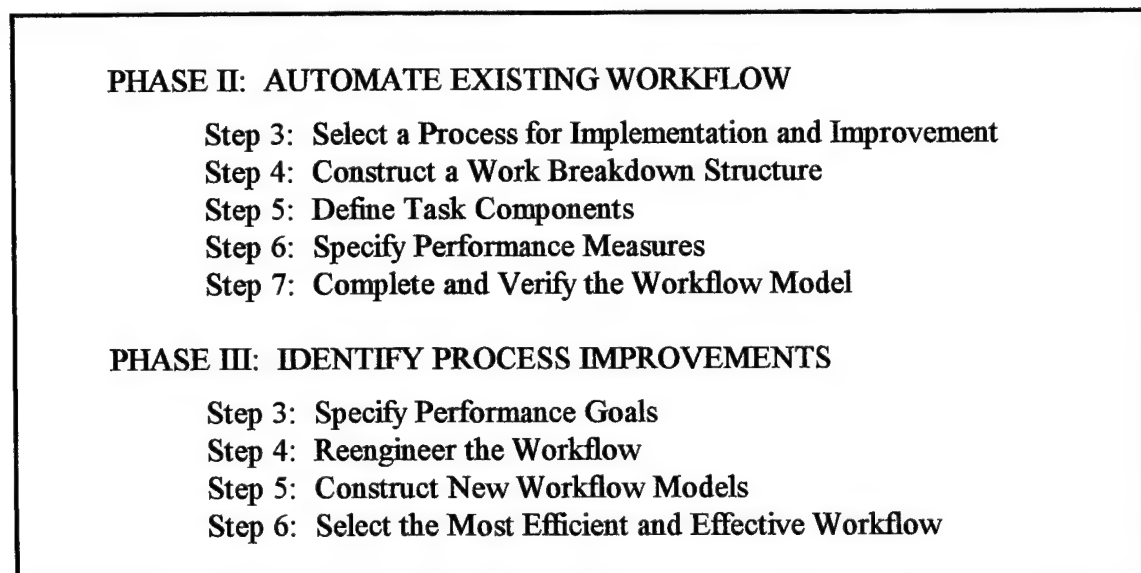 PHASE II: AUTOMATE EXISTING WORKFLOW
Step 3: Select a Process for Implementation and Improvement
Step 4: Construct a Work Breakdown Structure
Step 5: Define Task Components
Step 6: Specify Performance Measures
Step 7: Complete and Verify the Workflow Model
PHASE III: IDENTIFY PROCESS IMPROVEMENTS
Step 3: Specify Performance Goals
Step 4: Reengineer the Workflow
Step 5: Construct New Workflow Models
Step 6: Select the Most Efficient and Effective Workflow